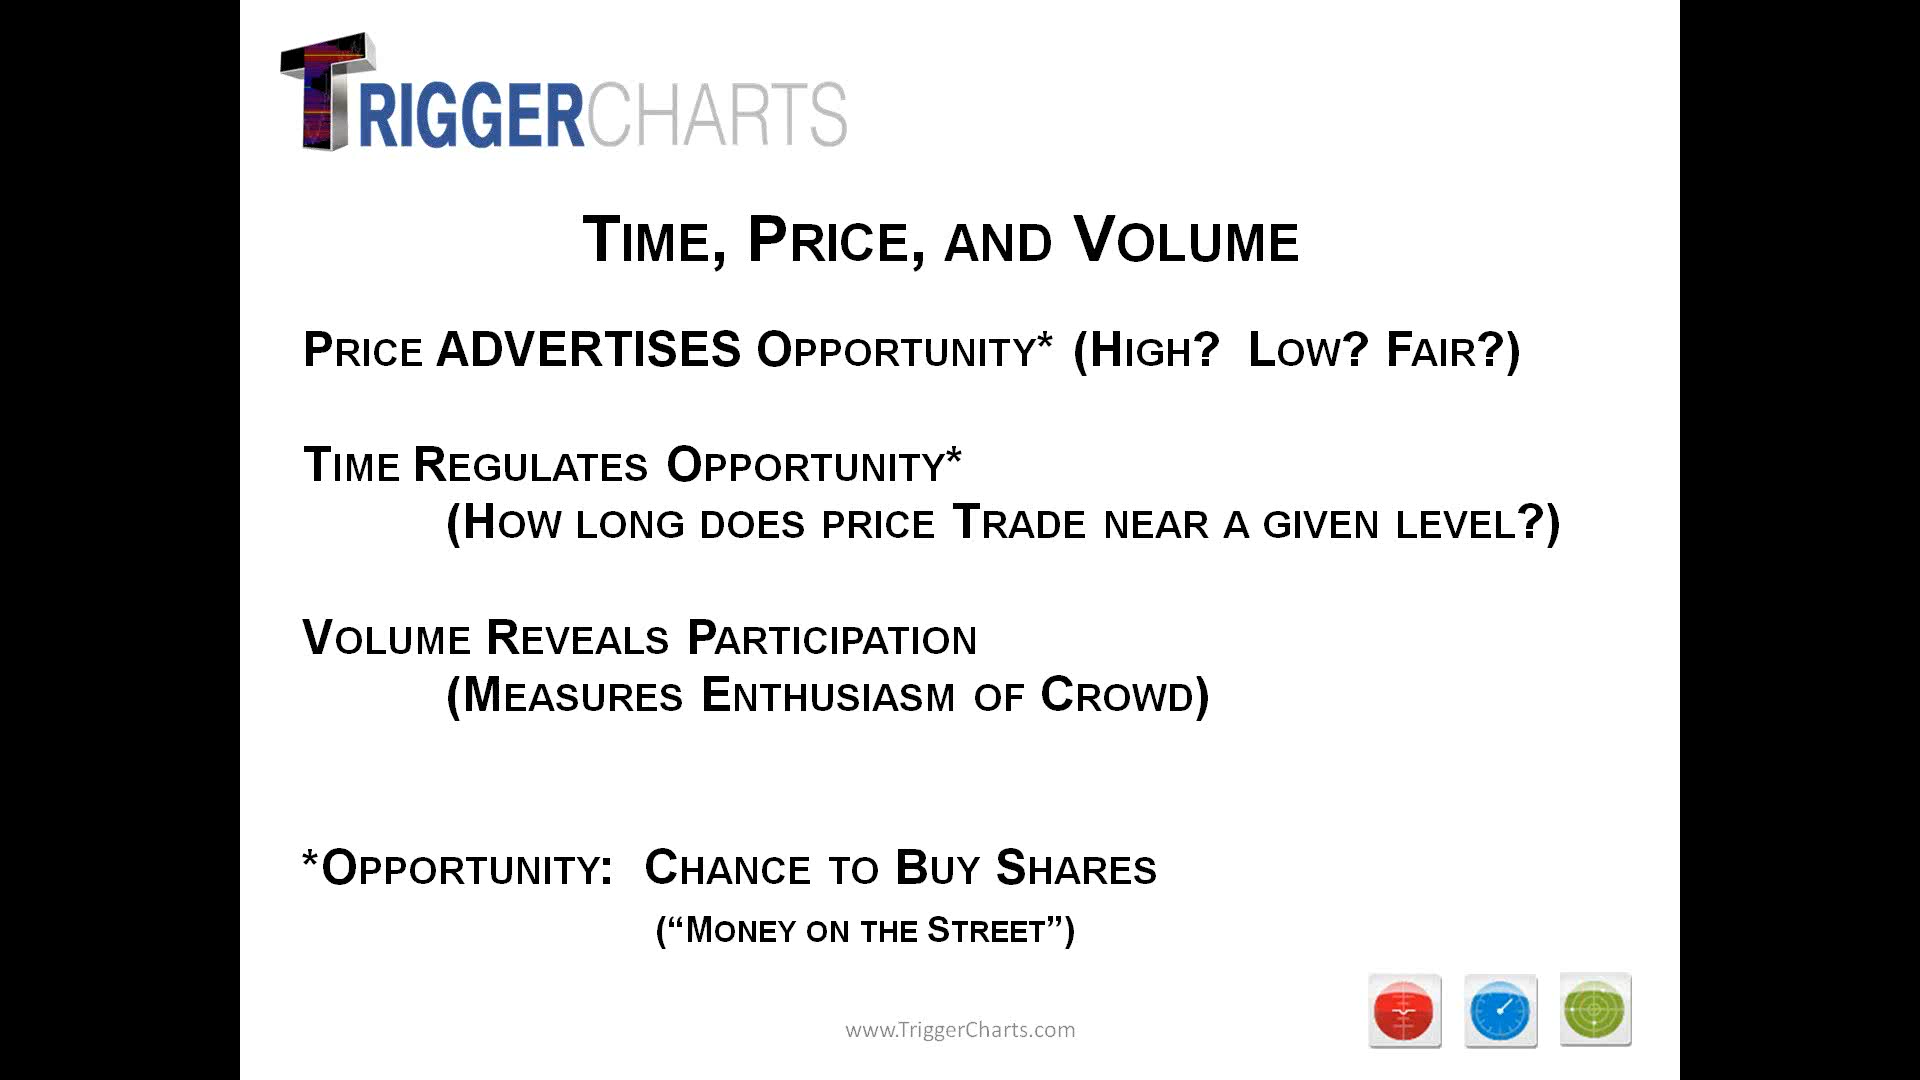 TRIGGERCHARTS
TIME, PRICE, AND VOLUME
PRICE ADVERTISES OPPORTUNITY* (HIGH? LOW? FAIR?)
TIME REGULATES OPPORTUNITY*
(HOW LONG DOES PRICE TRADE NEAR A GIVEN LEVEL?)
VOLUME REVEALS PARTICIPATION
(MEASURES ENTHUSIASM OF CROWD)
*OPPORTUNITY: CHANCE TO BUY SHARES
(“MONEY ON THE STREET”)
www.TriggerCharts.com